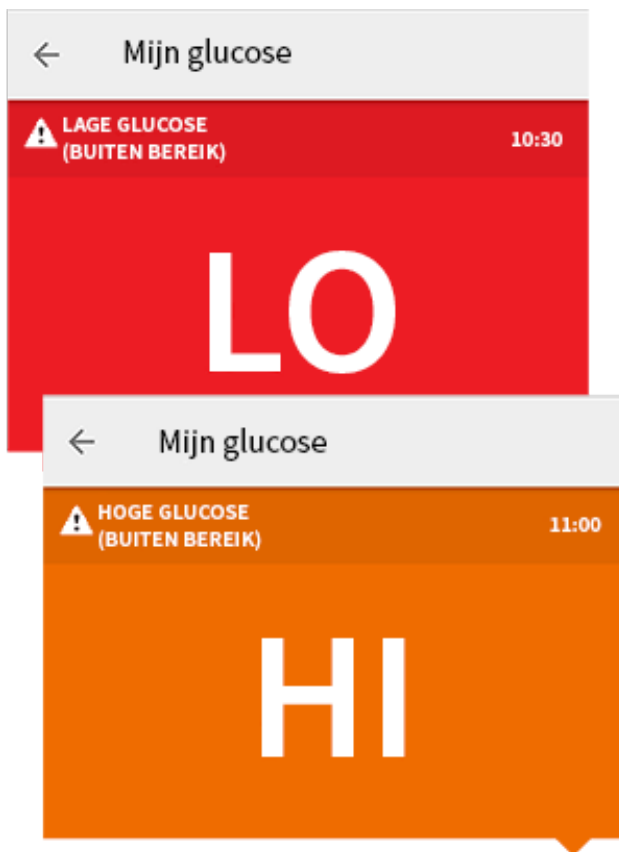 Mijn glucose
LAGE GLUCOSE
(BUITEN BEREIK)
10:30
LO
Mijn glucose
HOGE GLUCOSE
(BUITEN BEREIK)
11:00
HI